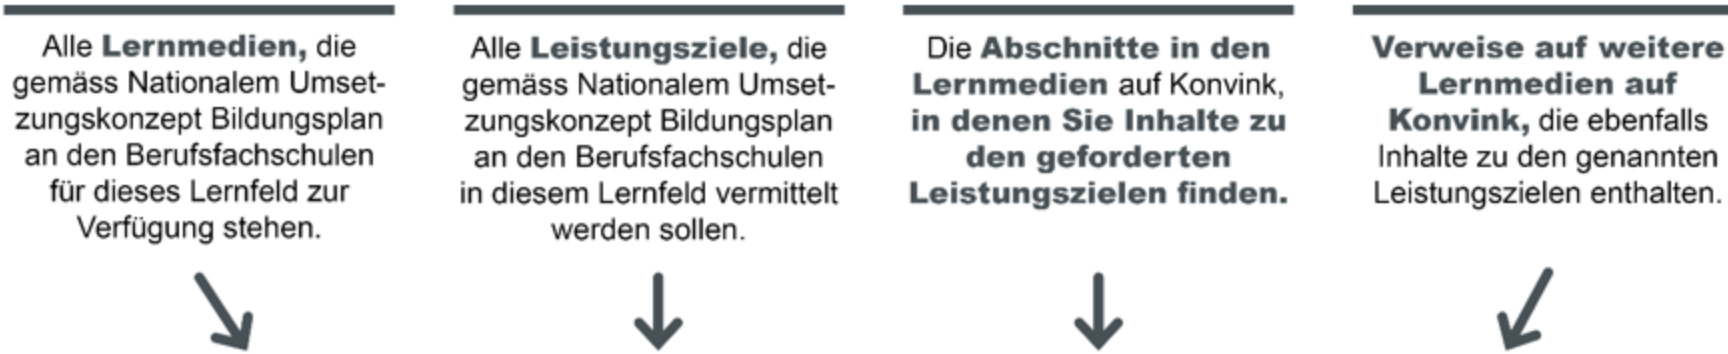 Alle Lernmedien, die
gemäss Nationalem Umset-
zungskonzept Bildungsplan
an den Berufsfachschulen
für dieses Lernfeld zur
Verfügung stehen.
Alle Leistungsziele, die
gemäss Nationalem Umset-
zungskonzept Bildungsplan
an den Berufsfachschulen
in diesem Lernfeld vermittelt
werden sollen.
Die Abschnitte in den
Lernmedien auf Konvink,
in denen Sie Inhalte zu
den geforderten
Leistungszielen finden.
Verweise auf weitere
Lernmedien auf
Konvink, die ebenfalls
Inhalte zu den genannten
Leistungszielen enthalten.